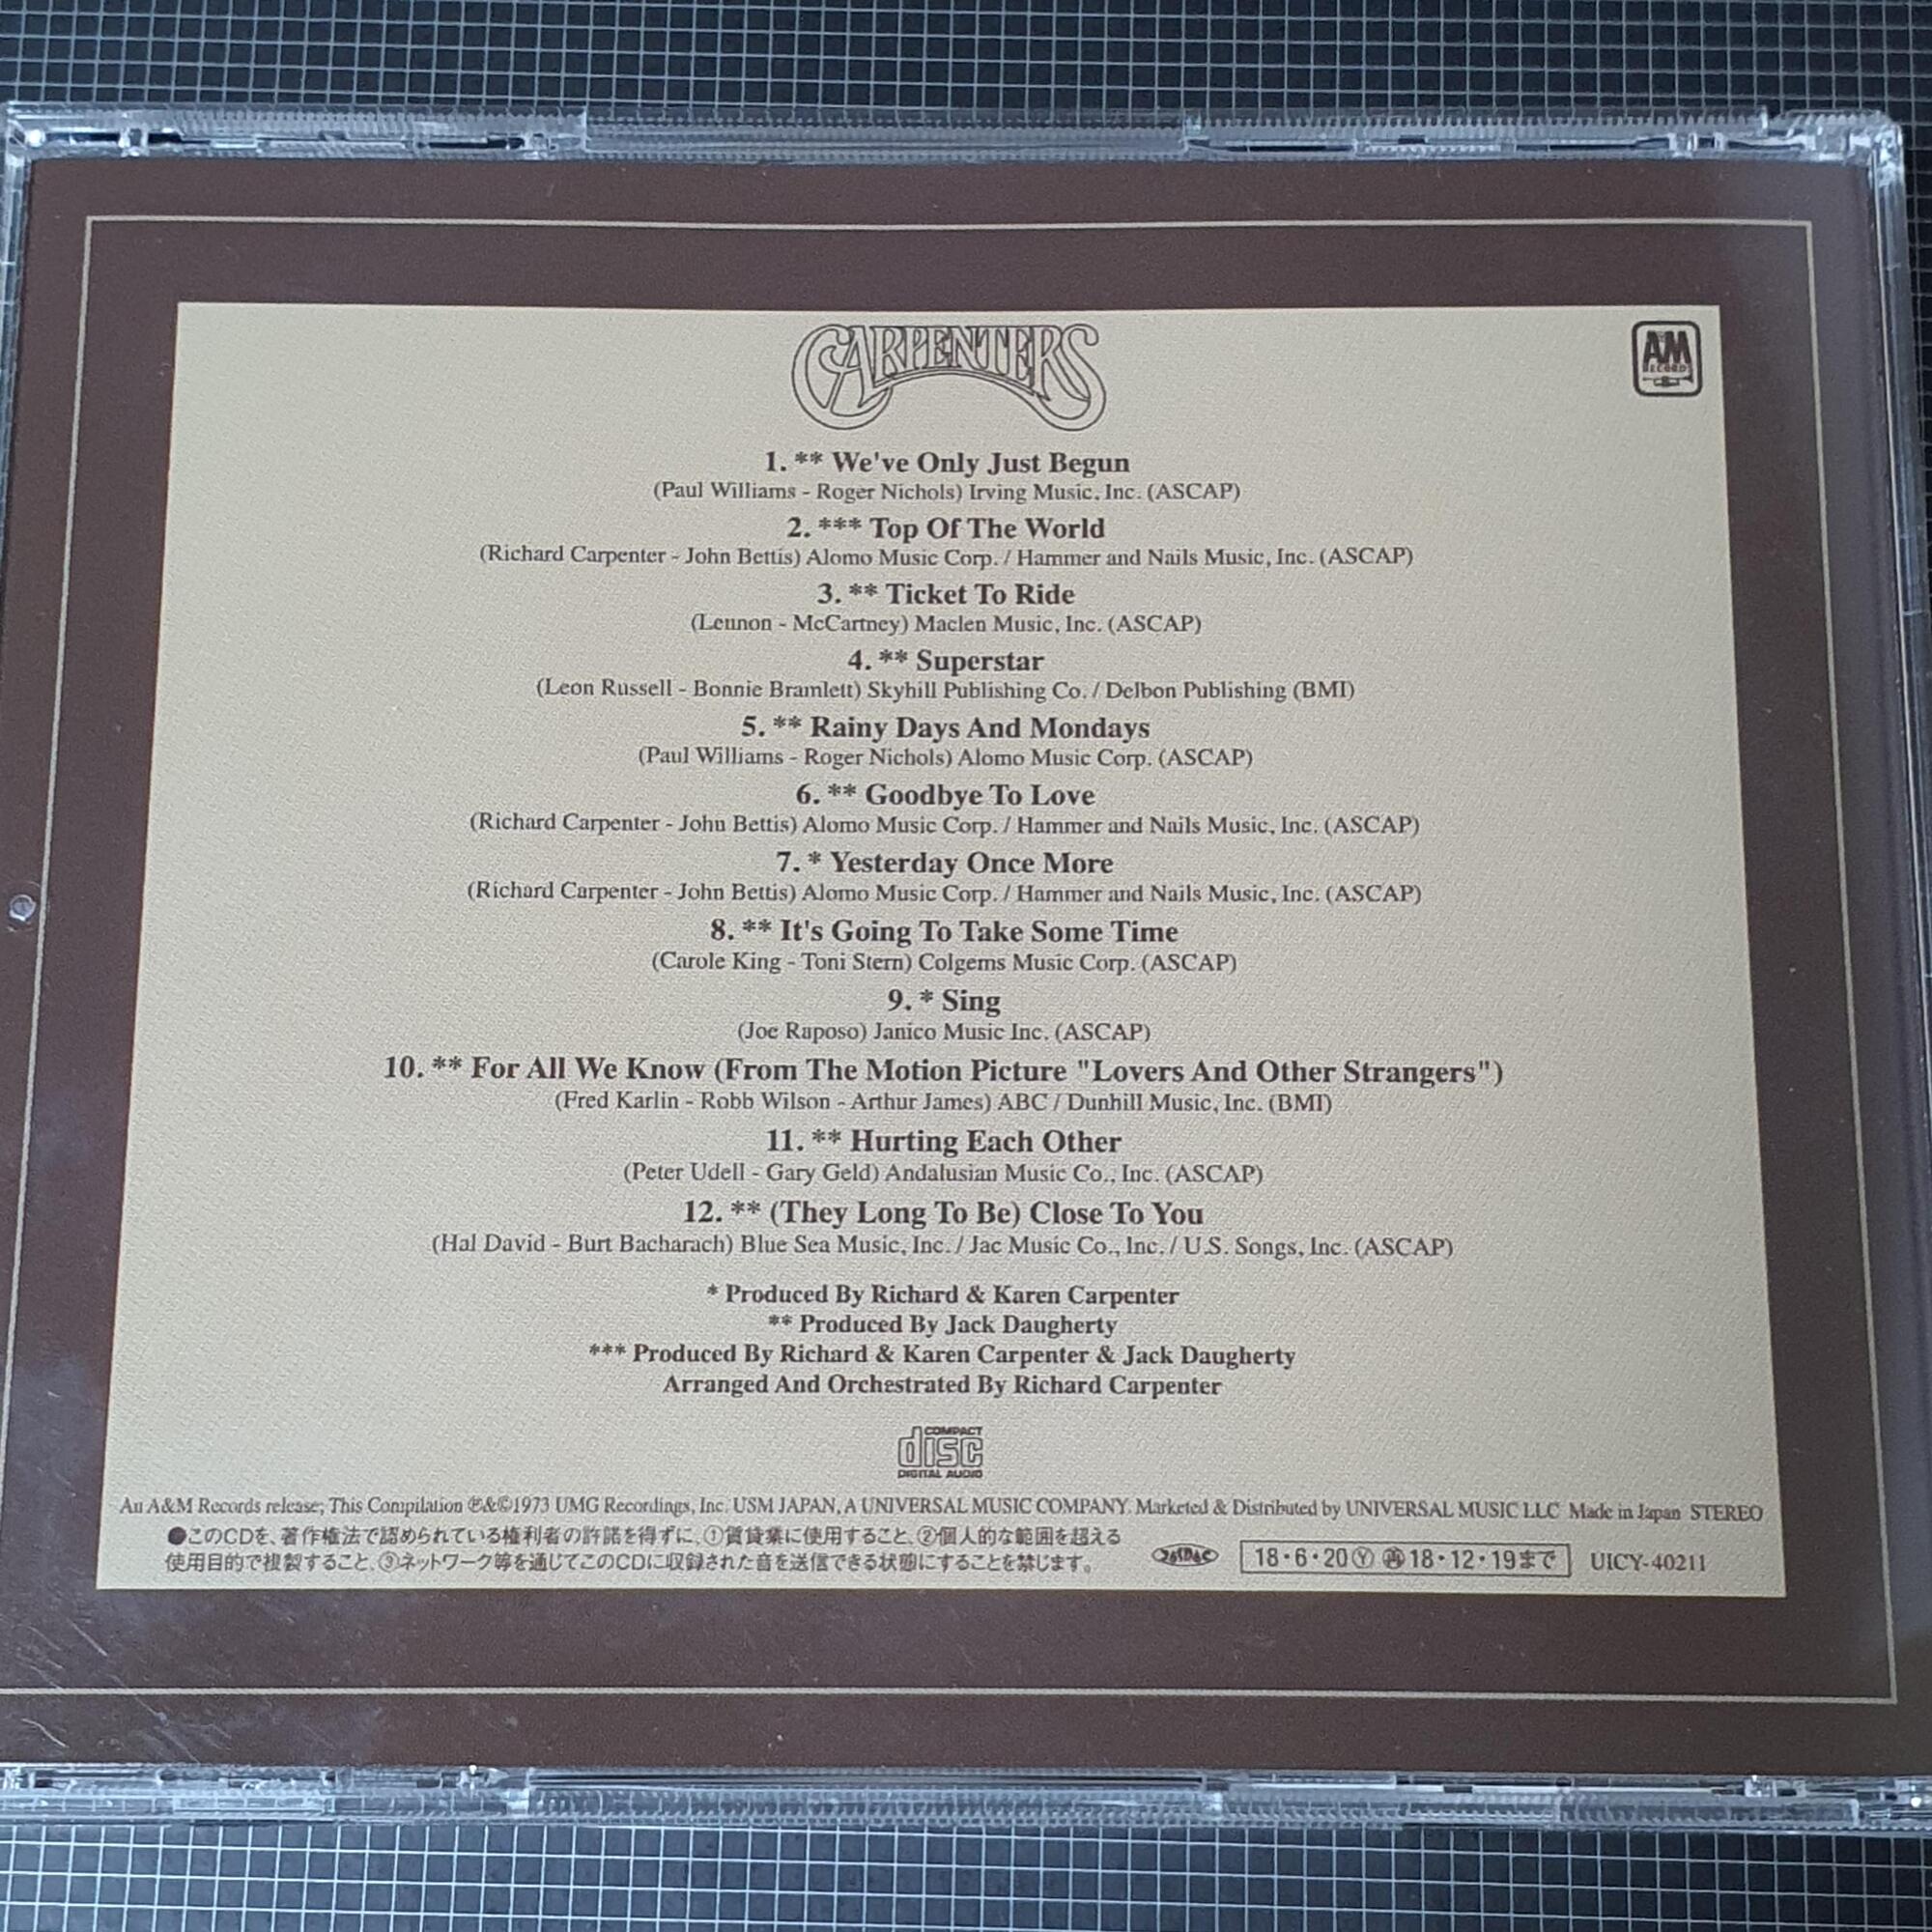 CARPENTERS
A&M
RECORDS
1. ** We've Only Just Begun
(Paul Williams - Roger Nichols) Irving Music, Inc. (ASCAP)
2. *** Top Of The World
(Richard Carpenter - John Bettis) Alomo Music Corp. / Hammer and Nails Music, Inc. (ASCAP)
3. ** Ticket To Ride
(Lennon - McCartney) Maclen Music, Inc. (ASCAP)
4. ** Superstar
(Leon Russell - Bonnie Bramlett) Skyhill Publishing Co. / Delbon Publishing (BMI)
5. ** Rainy Days And Mondays
(Paul Williams - Roger Nichols) Alomo Music Corp. (ASCAP)
6. ** Goodbye To Love
(Richard Carpenter - John Bettis) Alomo Music Corp. / Hammer and Nails Music, Inc. (ASCAP)
7. * Yesterday Once More
(Richard Carpenter - John Bettis) Alomo Music Corp. / Hammer and Nails Music, Inc. (ASCAP)
8. ** It's Going To Take Some Time
(Carole King - Toni Stern) Colgems Music Corp. (ASCAP)
9. * Sing
(Joe Raposo) Janico Music Inc. (ASCAP)
10. ** For All We Know (From The Motion Picture "Lovers And Other Strangers")
(Fred Karlin - Robb Wilson - Arthur James) ABC / Dunhill Music, Inc. (BMI)
11. ** Hurting Each Other
(Peter Udell - Gary Geld) Andalusian Music Co., Inc. (ASCAP)
12. ** (They Long To Be) Close To You
(Hal David - Burt Bacharach) Blue Sea Music, Inc. / Jac Music Co., Inc. / U.S. Songs, Inc. (ASCAP)
* Produced By Richard & Karen Carpenter
** Produced By Jack Daugherty
*** Produced By Richard & Karen Carpenter & Jack Daugherty
Arranged And Orchestrated By Richard Carpenter
COMPACT
disc
DIGITAL AUDIO
An A&M Records release; This Compilation ℗&©1973 UMG Recordings, Inc. USM JAPAN, A UNIVERSAL MUSIC COMPANY. Marketed & Distributed by UNIVERSAL MUSIC LLC Made in Japan STEREO
●このCDを、著作権法で認められている権利者の許諾を得ずに、①賃貸業に使用すること、②個人的な範囲を超える
使用目的で複製すること、③ネットワーク等を通じてこのCDに収録された音を送信できる状態にすることを禁じます。
JASRAC
18・6・20Ⓨ ㊢18・12・19まで UICY-40211